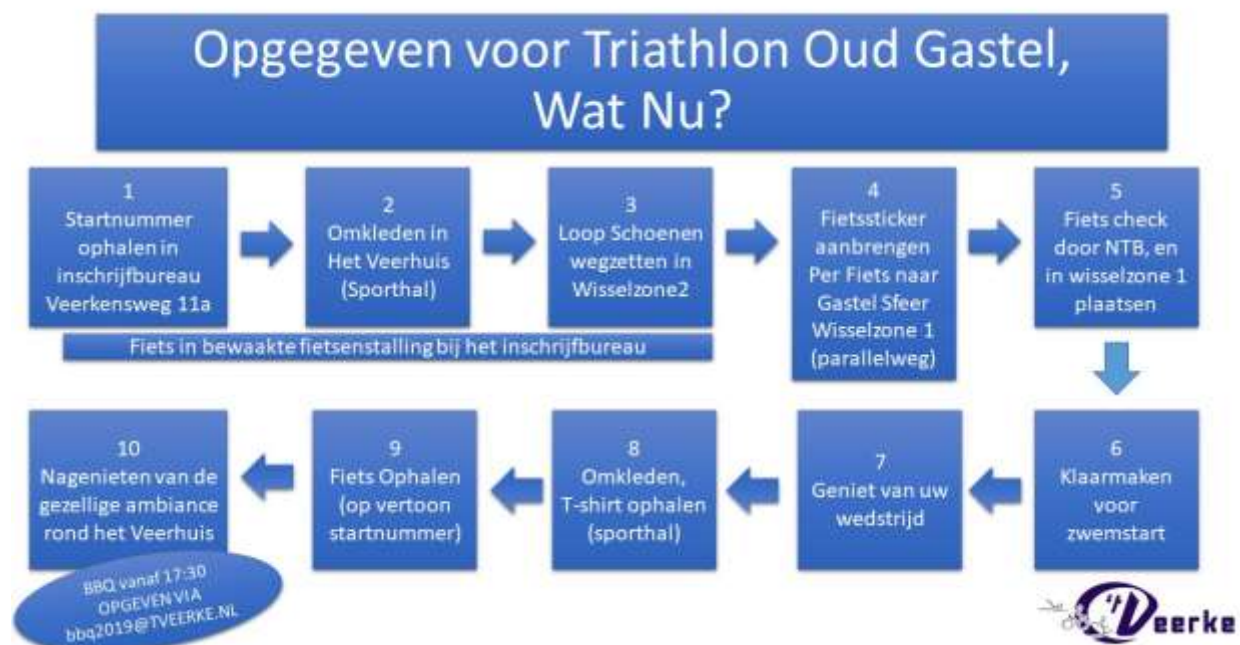 Opgegeven voor Triathlon Oud Gastel,
Wat Nu?
1
Startnummer
ophalen in
inschrijfbureau
Veerkensweg 11a
2
Omkleden in
Het Veerhuis
(Sporthal)
3
Loop Schoenen
wegzetten in
Wisselzone2
4
Fietssticker
aanbrengen
Per Fiets naar
Gastel Sfeer
Wisselzone 1
(parallelweg)
5
Fiets check
door NTB, en
in wisselzone 1
plaatsen
Fiets in bewaakte fietsenstalling bij het inschrijfbureau
6
Klaarmaken
voor
zwemstart
7
Geniet van uw
wedstrijd
8
Omkleden,
T-shirt ophalen
(sporthal)
9
Fiets Ophalen
(op vertoon
startnummer)
10
Nagenieten van de
gezellige ambiance
rond het Veerhuis
BBQ vanaf 17:30
OPGEVEN VIA
bbq2019@TVEERKE.NL
't Veerke